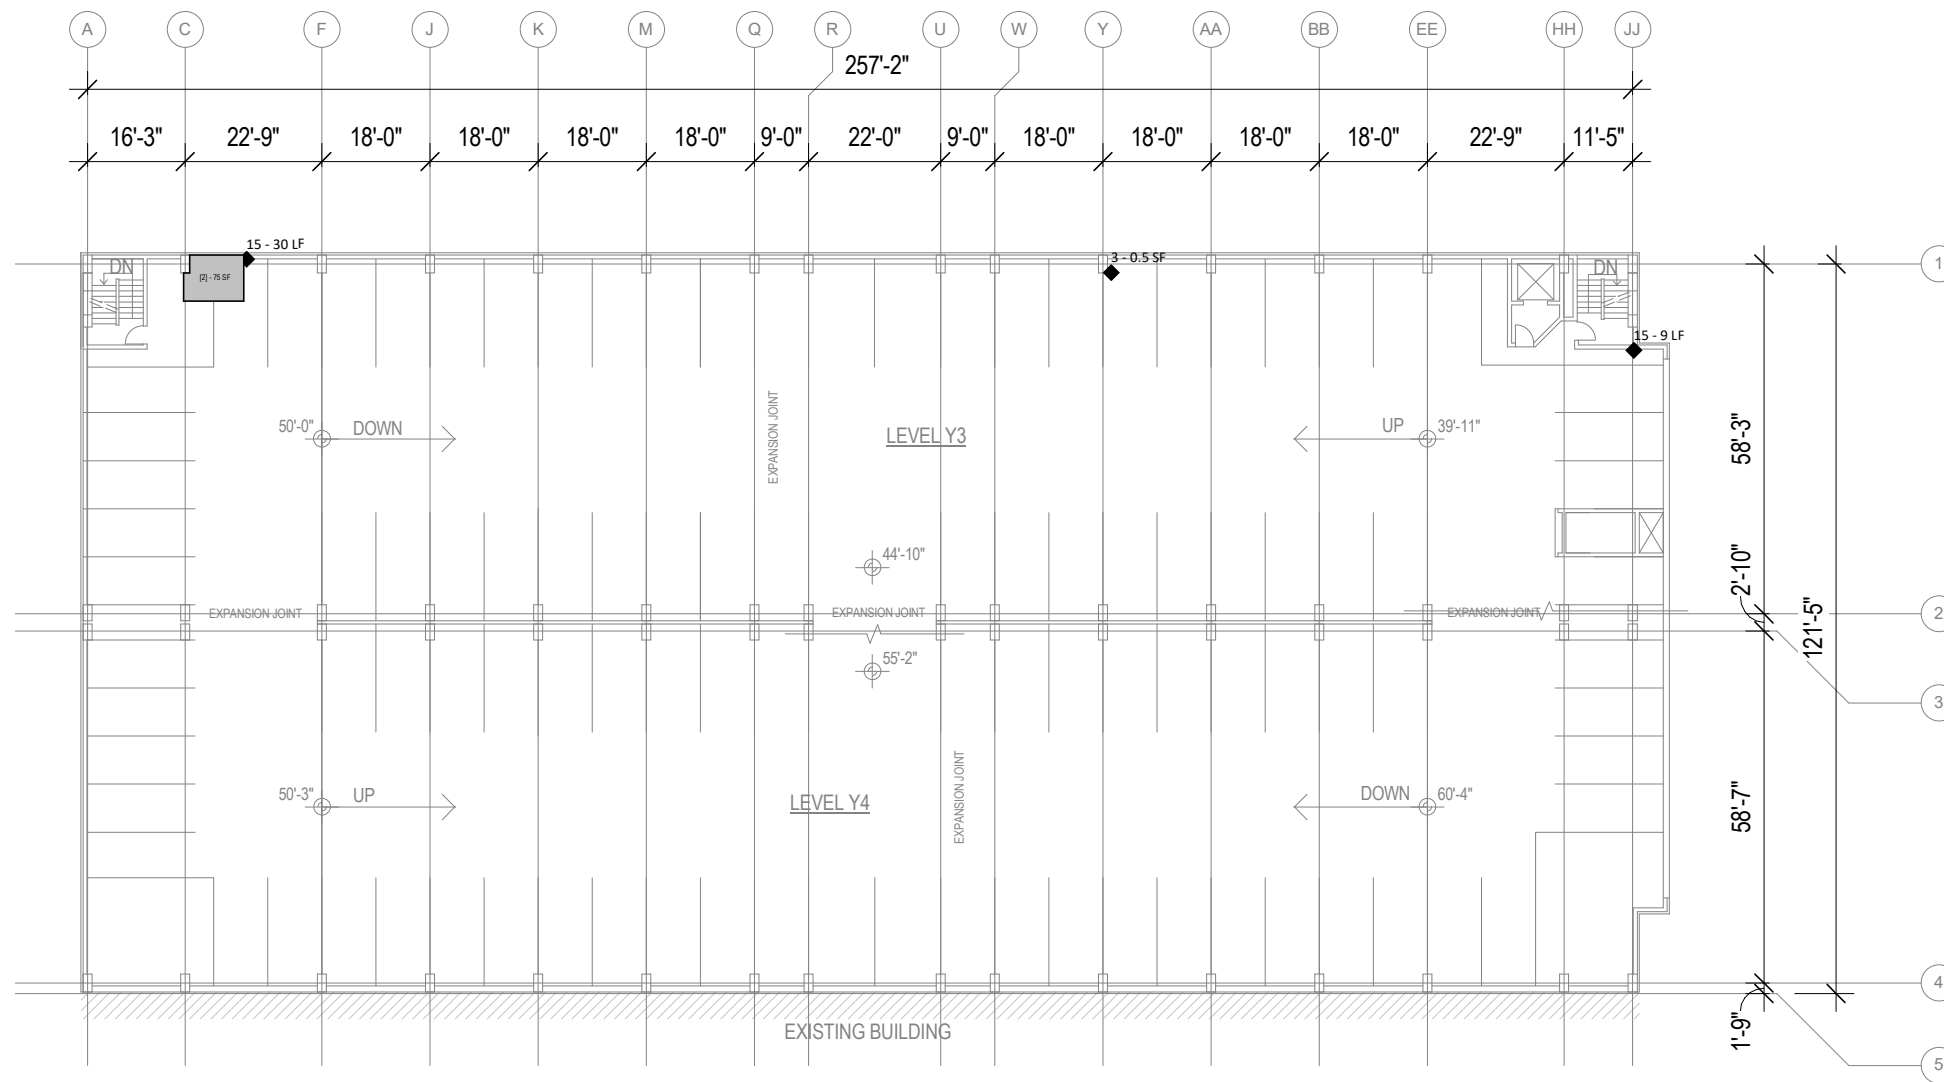 A C F J K M Q R U W Y AA BB EE HH JJ
257'-2"
16'-3" 22'-9" 18'-0" 18'-0" 18'-0" 18'-0" 9'-0" 22'-0" 9'-0" 18'-0" 18'-0" 18'-0" 18'-0" 22'-9" 11'-5"
15 - 30 LF
3 - 0.5 SF
DN
[2] - 75 SF
DN
1
15 - 9 LF
EXPANSION JOINT
50'-0" DOWN
LEVEL Y3
UP 39'-11"
58'-3"
44'-10"
2'-10"
EXPANSION JOINT
EXPANSION JOINT
EXPANSION JOINT
2
121'-5"
55'-2"
3
EXPANSION JOINT
50'-3" UP
LEVEL Y4
DOWN 60'-4"
58'-7"
4
1'-9"
EXISTING BUILDING
5